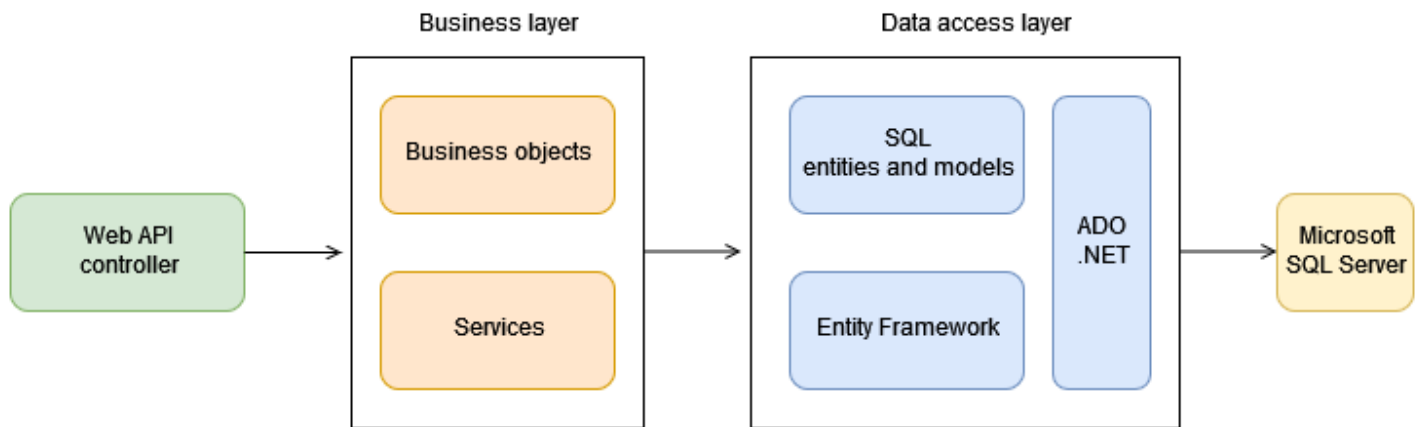 Business layer
Data access layer
Business objects
SQL
entities and models
Web API
controller
ADO
.NET
Microsoft
SQL Server
Services
Entity Framework